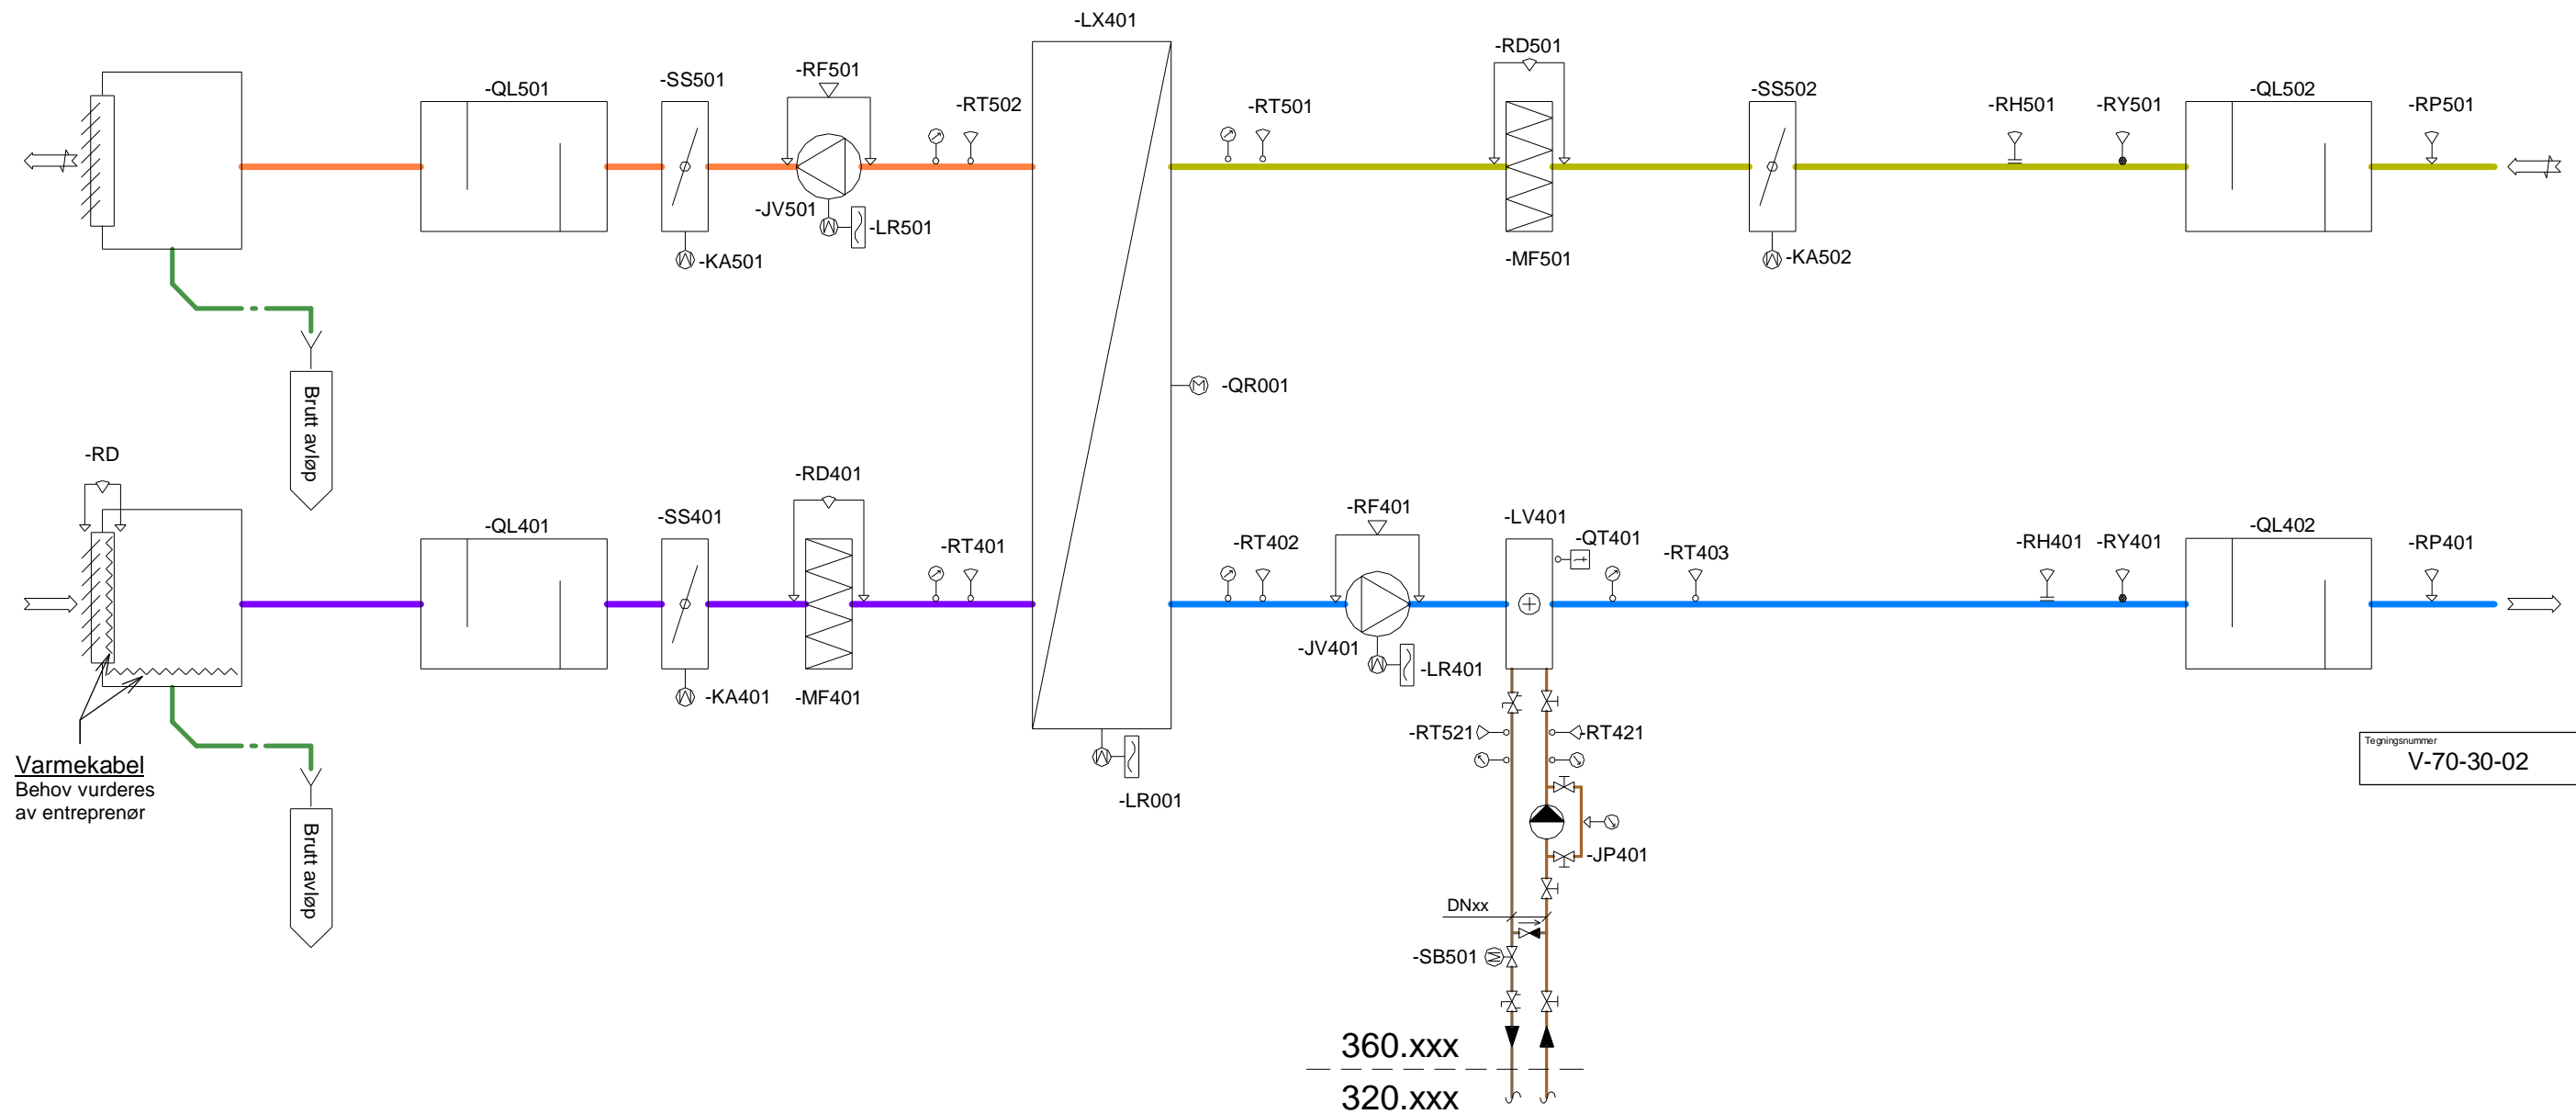 -LX401
-RD501
-RF501
-SS501
-QL501
-RT502
-RT501
-SS502
-RH501
-RY501
-QL502
-RP501
-JV501
-LR501
-KA501
-MF501
-KA502
-QR001
Brutt avløp
-RD
-RD401
-RF401
-LV401
-SS401
-QL401
-RT401
-RT402
-QT401
-RT403
-RH401
-RY401
-QL402
-RP401
-JV401
-LR401
-KA401
-MF401
-RT521
-RT421
Tegningsnummer
V-70-30-02
Varmekabel
Behov vurderes
av entreprenør
-LR001
Brutt avløp
-JP401
DNxx
-SB501
360.xxx
320.xxx